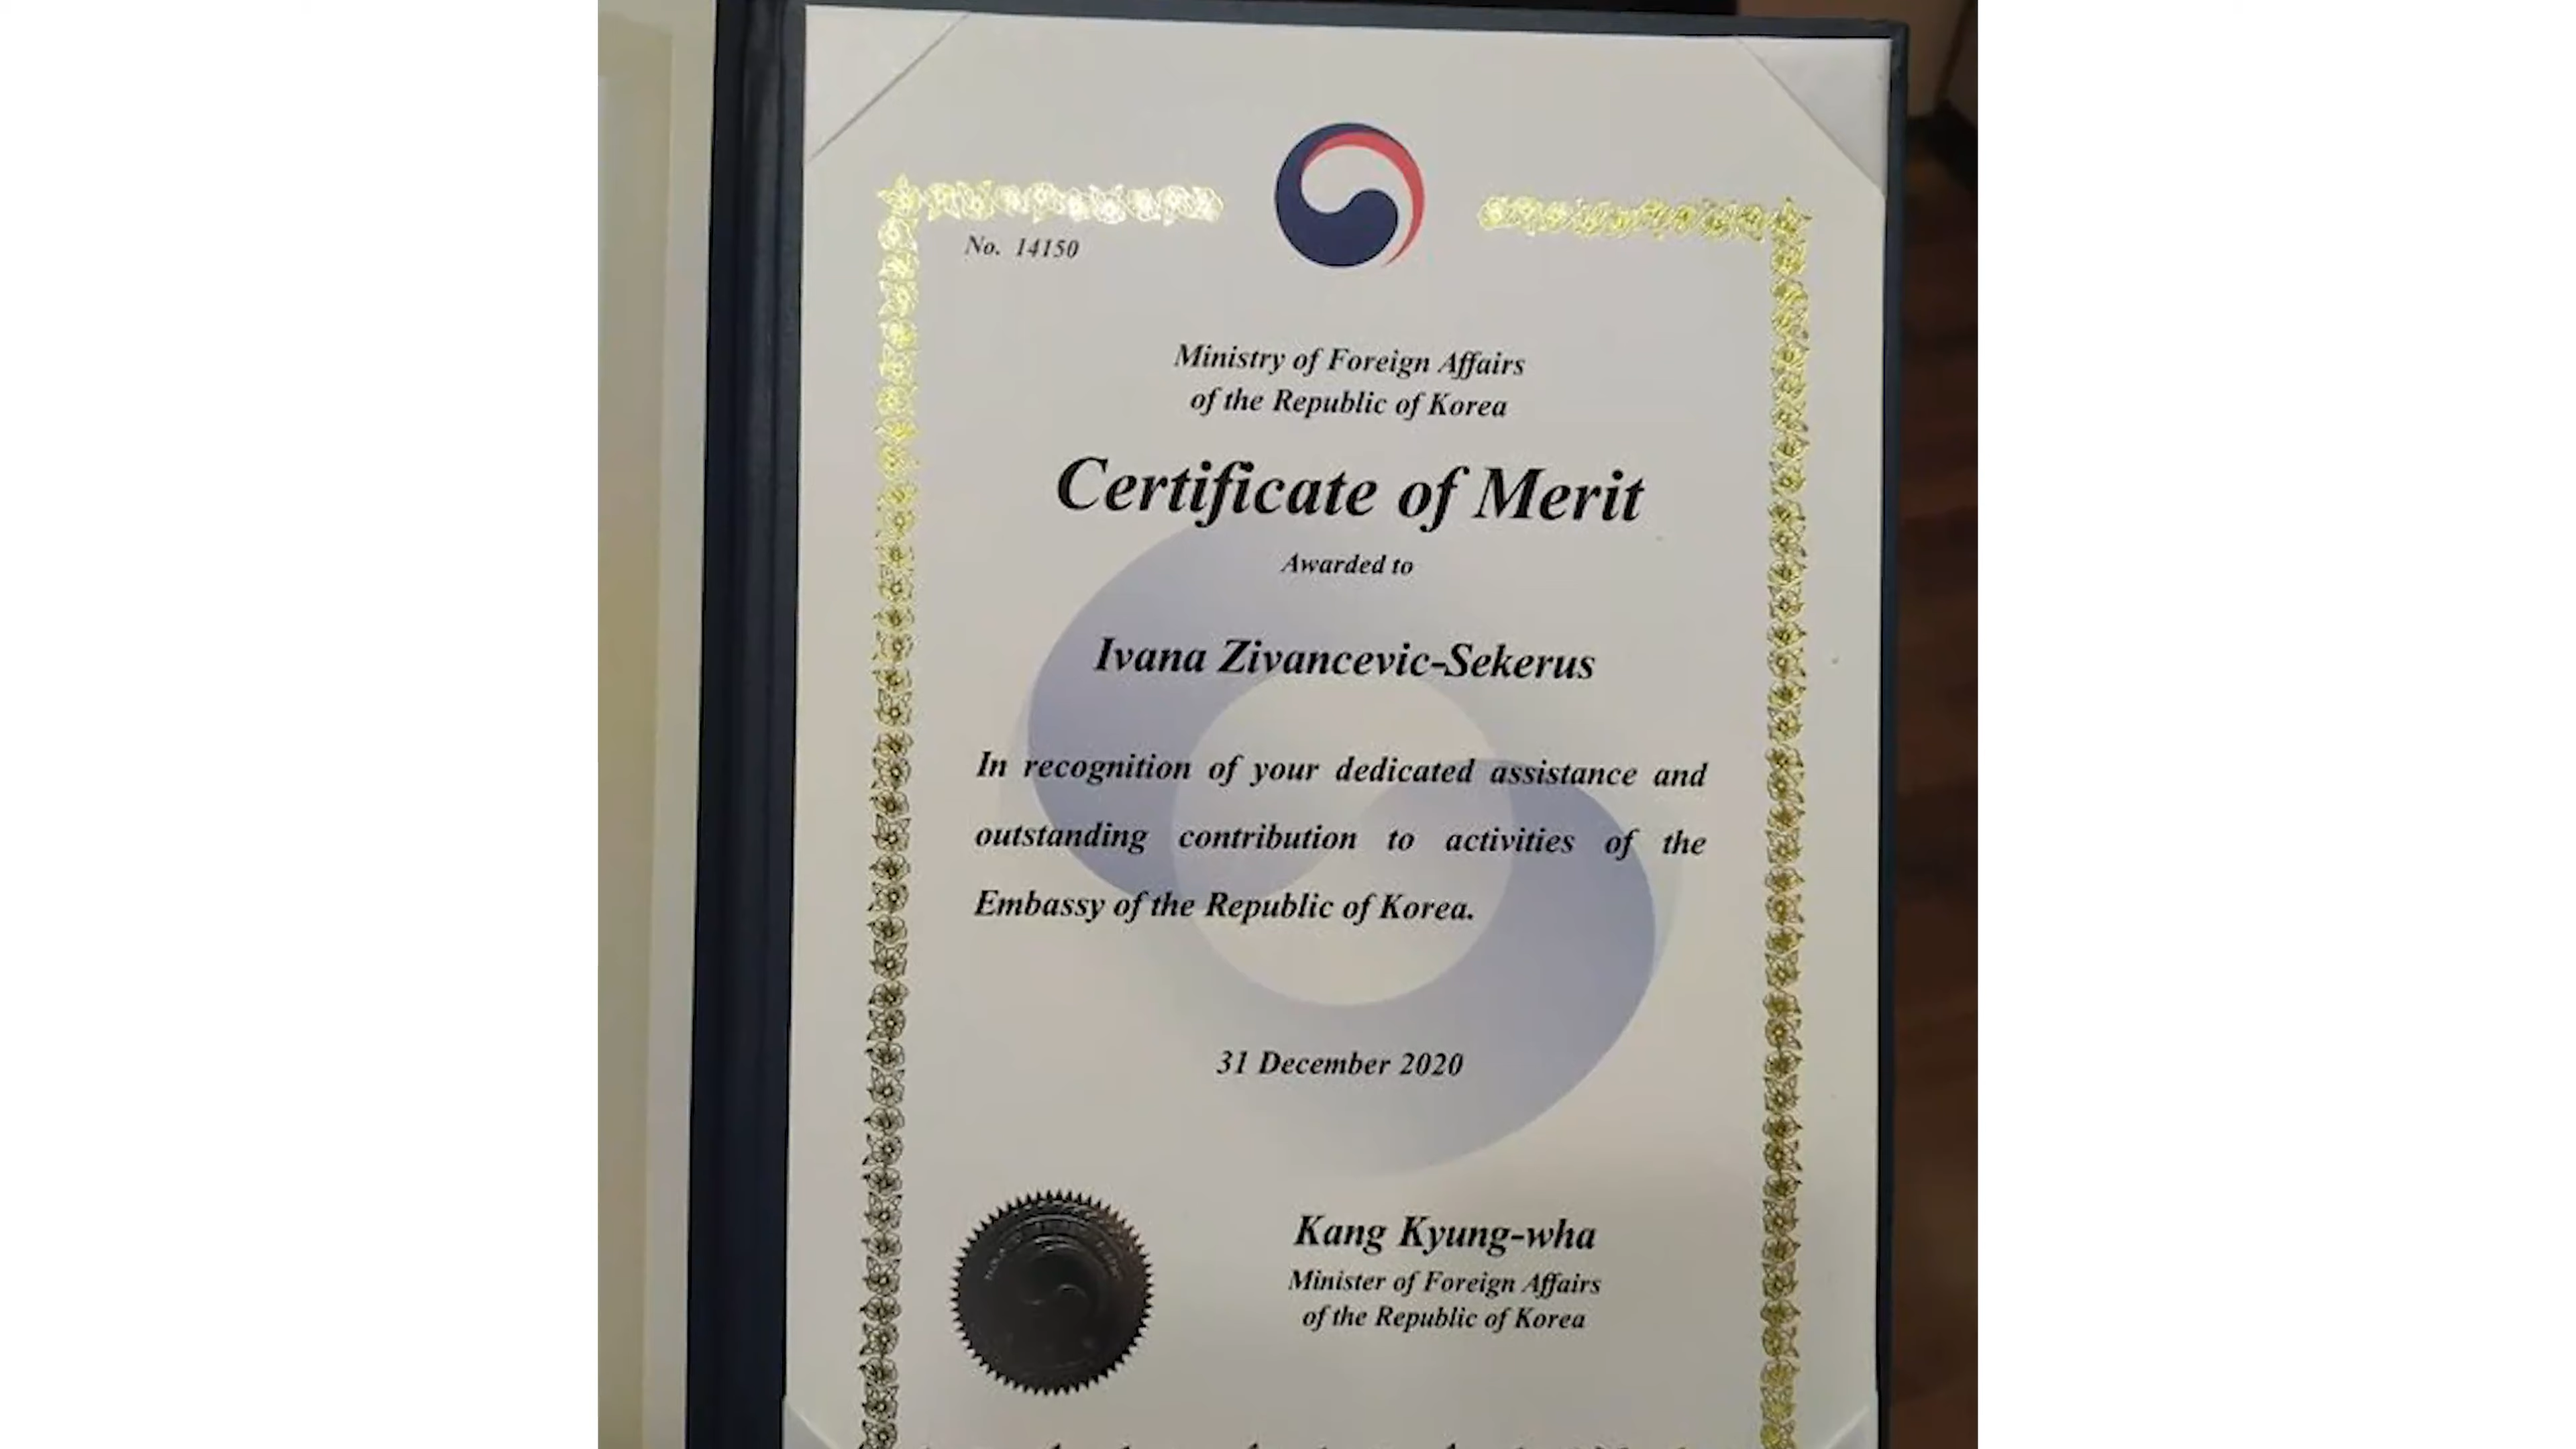 No. 14150
Ministry of Foreign Affairs
of the Republic of Korea
Certificate of Merit
Awarded to
Ivana Zivancevic-Sekerus
In recognition of your dedicated assistance and
outstanding contribution to activities of the
Embassy of the Republic of Korea.
31 December 2020
Kang Kyung-wha
Minister of Foreign Affairs
of the Republic of Korea